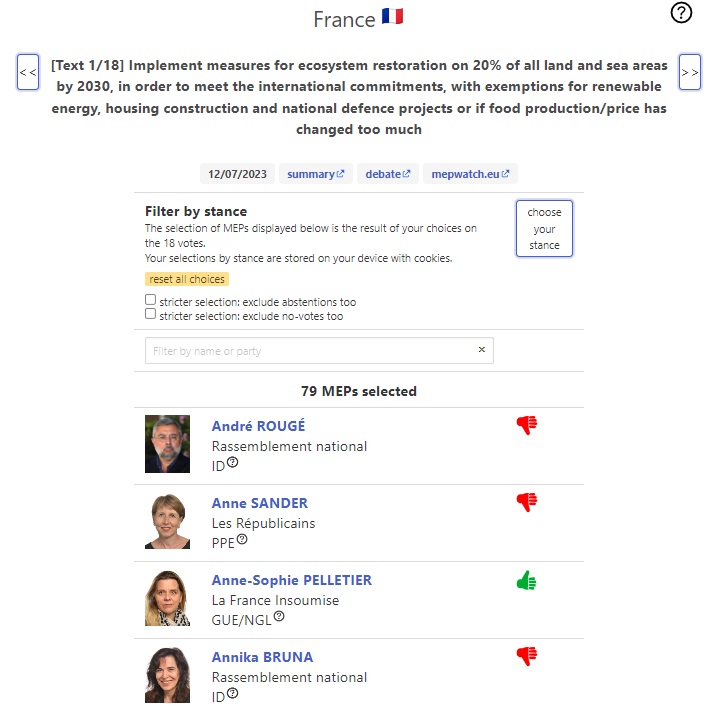 France
[Text 1/18] Implement measures for ecosystem restoration on 20% of all land and sea areas
by 2030, in order to meet the international commitments, with exemptions for renewable
energy, housing construction and national defence projects or if food production/price has
changed too much
<< >>
12/07/2023 summary debate mepwatch.eu
Filter by stance
The selection of MEPs displayed below is the result of your choices on
the 18 votes.
Your selections by stance are stored on your device with cookies.
choose
your
stance
reset all choices
stricter selection: exclude abstentions too
stricter selection: exclude no-votes too
Filter by name or party ×
79 MEPs selected
André ROUGÉ
Rassemblement national
ID
Anne SANDER
Les Républicains
PPE
Anne-Sophie PELLETIER
La France Insoumise
GUE/NGL
Annika BRUNA
Rassemblement national
ID